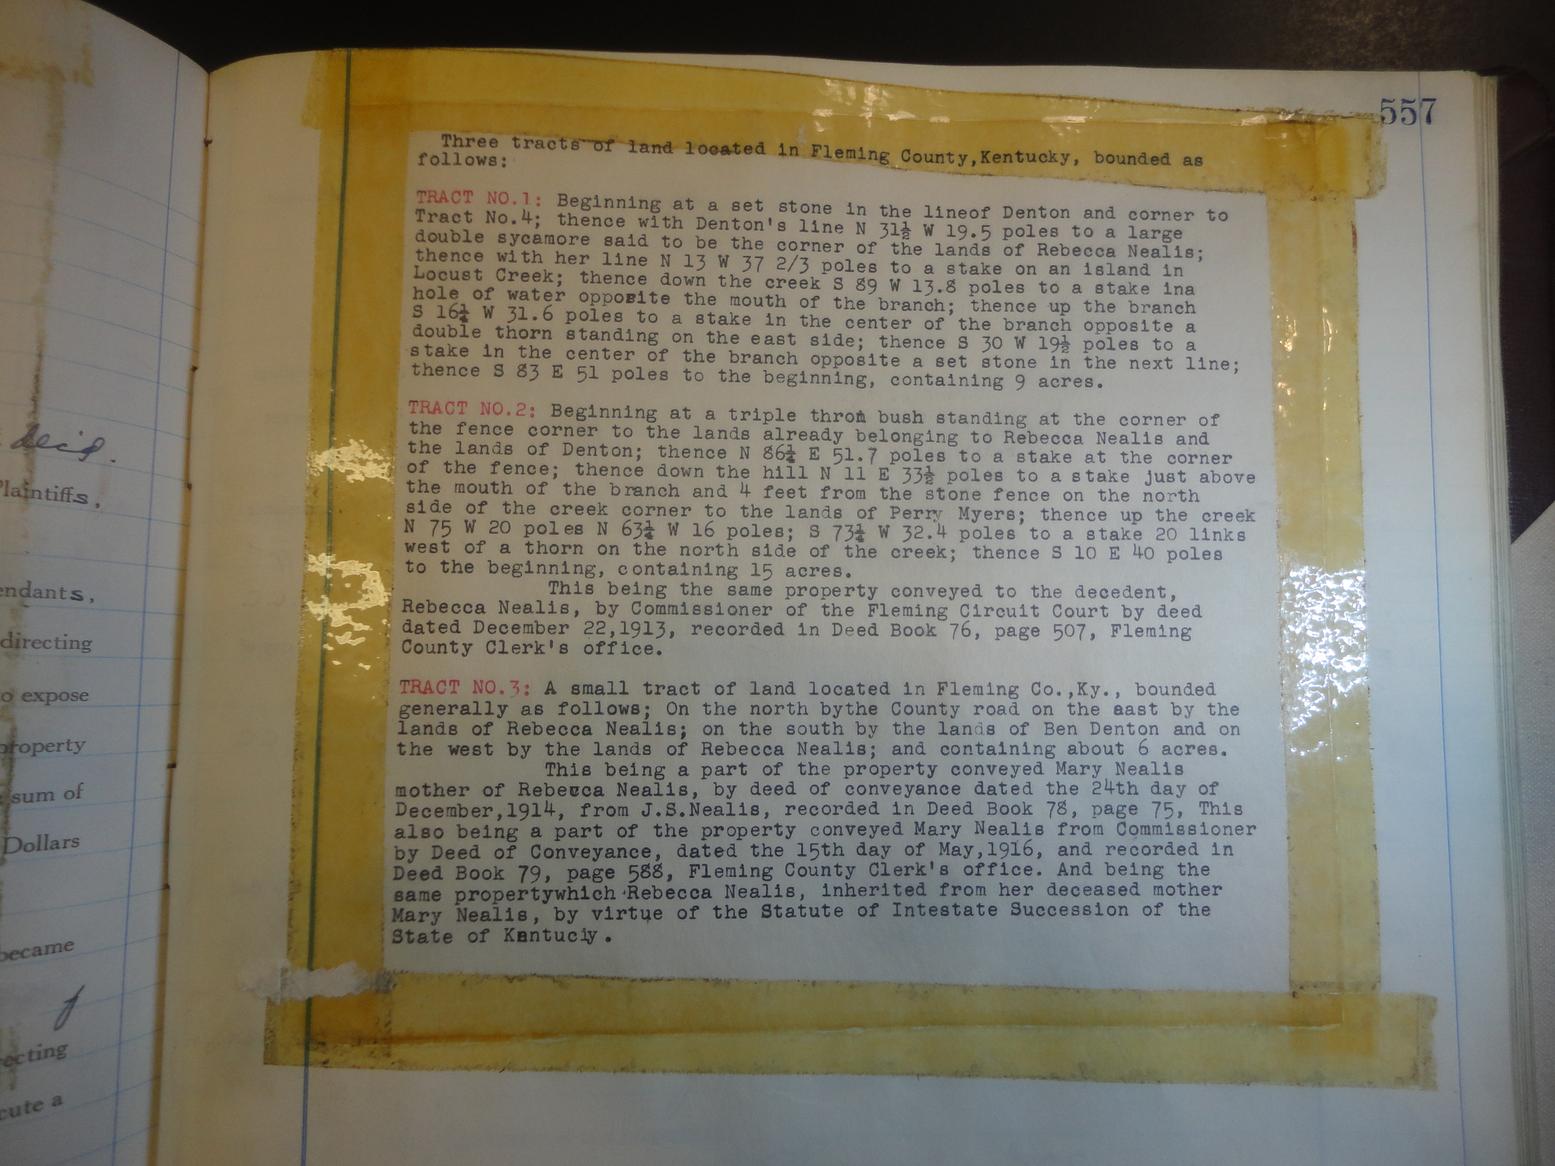 557
Three tracts of land located in Fleming County,Kentucky, bounded as
follows:
TRACT NO.1: Beginning at a set stone in the lineof Denton and corner to
Tract No.4; thence with Denton's line N 31½ W 19.5 poles to a large
double sycamore said to be the corner of the lands of Rebecca Nealis;
thence with her line N 13 W 37 2/3 poles to a stake on an island in
Locust Creek; thence down the creek S 89 W 13.8 poles to a stake ina
hole of water opposite the mouth of the branch; thence up the branch
S 16¼ W 31.6 poles to a stake in the center of the branch opposite a
double thorn standing on the east side; thence S 30 W 19½ poles to a
stake in the center of the branch opposite a set stone in the next line;
thence S 83 E 51 poles to the beginning, containing 9 acres.
TRACT NO.2: Beginning at a triple thron bush standing at the corner of
the fence corner to the lands already belonging to Rebecca Nealis and
the lands of Denton; thence N 86¼ E 51.7 poles to a stake at the corner
of the fence; thence down the hill N 11 E 33½ poles to a stake just above
the mouth of the branch and 4 feet from the stone fence on the north
side of the creek corner to the lands of Perry Myers; thence up the creek
N 75 W 20 poles N 63¼ W 16 poles; S 73¼ W 32.4 poles to a stake 20 links
west of a thorn on the north side of the creek; thence S 10 E 40 poles
to the beginning, containing 15 acres.
This being the same property conveyed to the decedent,
Rebecca Nealis, by Commissioner of the Fleming Circuit Court by deed
dated December 22,1913, recorded in Deed Book 76, page 507, Fleming
County Clerk's office.
TRACT NO.3: A small tract of land located in Fleming Co.,Ky., bounded
generally as follows; On the north bythe County road on the east by the
lands of Rebecca Nealis; on the south by the lands of Ben Denton and on
the west by the lands of Rebecca Nealis; and containing about 6 acres.
This being a part of the property conveyed Mary Nealis
mother of Rebecca Nealis, by deed of conveyance dated the 24th day of
December,1914, from J.S.Nealis, recorded in Deed Book 78, page 75, This
also being a part of the property conveyed Mary Nealis from Commissioner
by Deed of Conveyance, dated the 15th day of May,1916, and recorded in
Deed Book 79, page 588, Fleming County Clerk's office. And being the
same propertywhich Rebecca Nealis, inherited from her deceased mother
Mary Nealis, by virtue of the Statute of Intestate Succession of the
State of Kentuciy.
Plaintiffs,
endants,
directing
o expose
property
sum of
Dollars
became
ecting
cute a